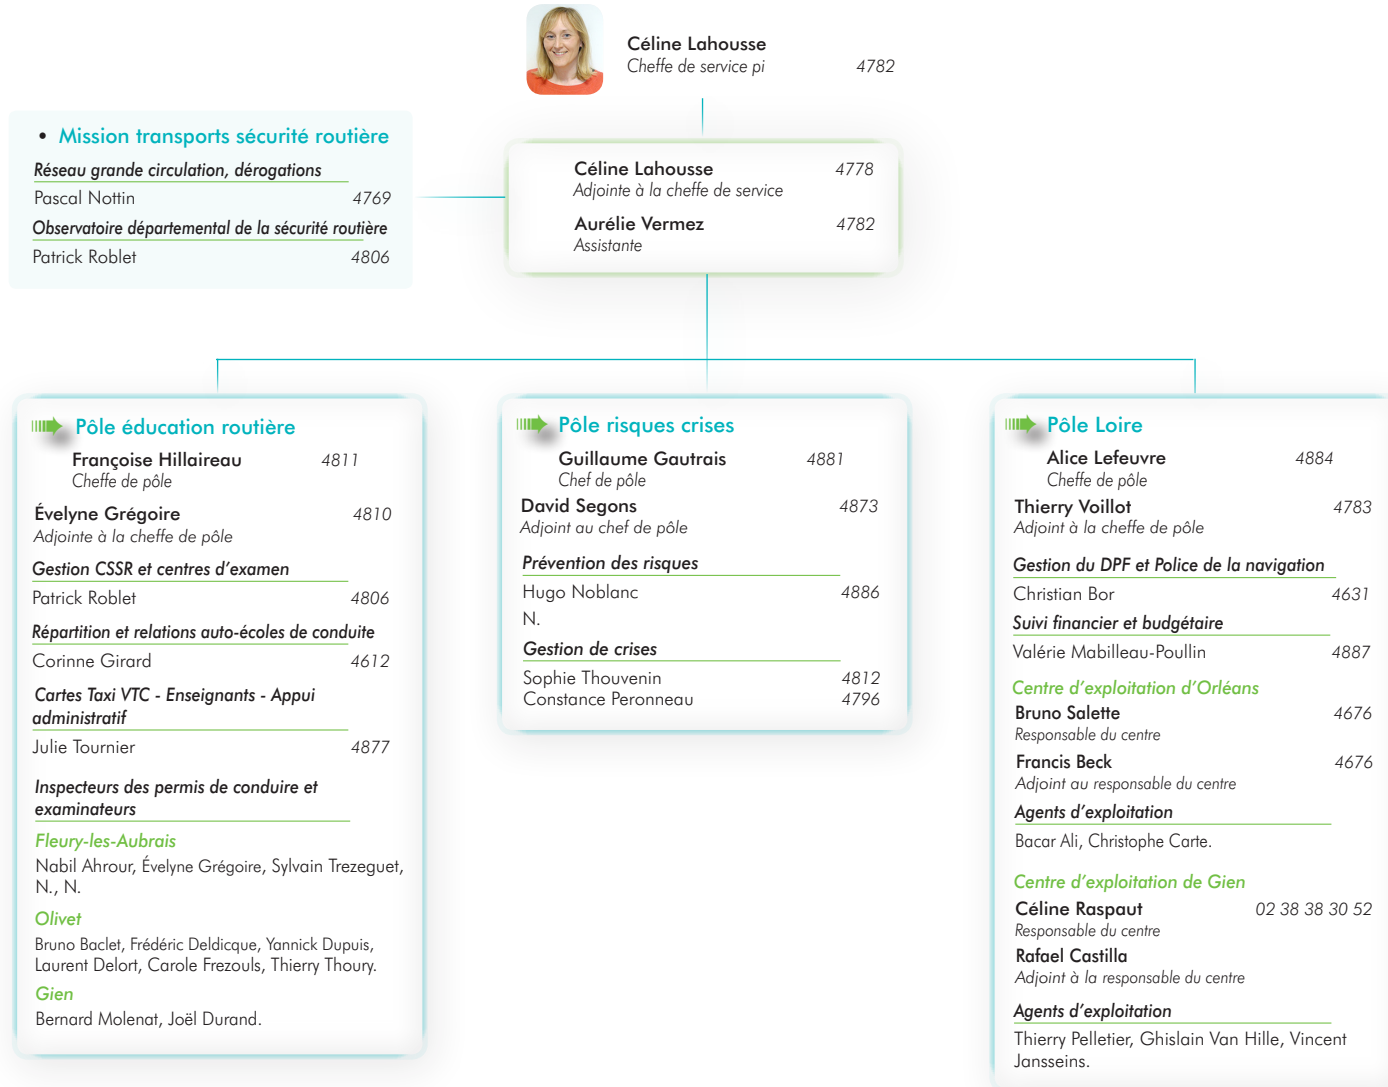 Céline Lahousse
Cheffe de service pi 4782
• Mission transports sécurité routière
Réseau grande circulation, dérogations
Pascal Nottin 4769
Observatoire départemental de la sécurité routière
Patrick Roblet 4806
Céline Lahousse 4778
Adjointe à la cheffe de service
Aurélie Vermez 4782
Assistante
Pôle éducation routière
Françoise Hillaireau 4811
Cheffe de pôle
Évelyne Grégoire 4810
Adjointe à la cheffe de pôle
Gestion CSSR et centres d'examen
Patrick Roblet 4806
Répartition et relations auto-écoles de conduite
Corinne Girard 4612
Cartes Taxi VTC - Enseignants - Appui
administratif
Julie Tournier 4877
Inspecteurs des permis de conduire et
examinateurs
Fleury-les-Aubrais
Nabil Ahrour, Évelyne Grégoire, Sylvain Trezeguet,
N., N.
Olivet
Bruno Baclet, Frédéric Deldicque, Yannick Dupuis,
Laurent Delort, Carole Frezouls, Thierry Thoury.
Gien
Bernard Molenat, Joël Durand.
Pôle risques crises
Guillaume Gautrais 4881
Chef de pôle
David Segons 4873
Adjoint au chef de pôle
Prévention des risques
Hugo Noblanc 4886
N.
Gestion de crises
Sophie Thouvenin 4812
Constance Peronneau 4796
Pôle Loire
Alice Lefeuvre 4884
Cheffe de pôle
Thierry Voillot 4783
Adjoint à la cheffe de pôle
Gestion du DPF et Police de la navigation
Christian Bor 4631
Suivi financier et budgétaire
Valérie Mabilleau-Poullin 4887
Centre d'exploitation d'Orléans
Bruno Salette 4676
Responsable du centre
Francis Beck 4676
Adjoint au responsable du centre
Agents d'exploitation
Bacar Ali, Christophe Carte.
Centre d'exploitation de Gien
Céline Raspaut 02 38 38 30 52
Responsable du centre
Rafael Castilla
Adjoint à la responsable du centre
Agents d'exploitation
Thierry Pelletier, Ghislain Van Hille, Vincent
Jansseins.